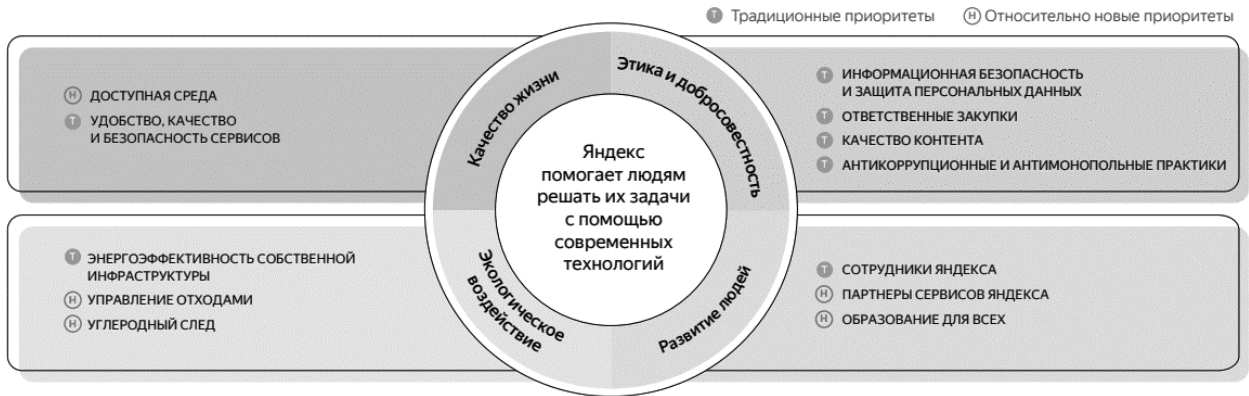 Т Традиционные приоритеты Н Относительно новые приоритеты
Качество жизни
Н ДОСТУПНАЯ СРЕДА
Т УДОБСТВО, КАЧЕСТВО
И БЕЗОПАСНОСТЬ СЕРВИСОВ
Этика и добросовестность
Т ИНФОРМАЦИОННАЯ БЕЗОПАСНОСТЬ
И ЗАЩИТА ПЕРСОНАЛЬНЫХ ДАННЫХ
Т ОТВЕТСТВЕННЫЕ ЗАКУПКИ
Т КАЧЕСТВО КОНТЕНТА
Т АНТИКОРРУПЦИОННЫЕ И АНТИМОНОПОЛЬНЫЕ ПРАКТИКИ
Яндекс
помогает людям
решать их задачи
с помощью
современных
технологий
Экологическое
воздействие
Т ЭНЕРГОЭФФЕКТИВНОСТЬ СОБСТВЕННОЙ
ИНФРАСТРУКТУРЫ
Н УПРАВЛЕНИЕ ОТХОДАМИ
Н УГЛЕРОДНЫЙ СЛЕД
Развитие людей
Т СОТРУДНИКИ ЯНДЕКСА
Н ПАРТНЕРЫ СЕРВИСОВ ЯНДЕКСА
Н ОБРАЗОВАНИЕ ДЛЯ ВСЕХ